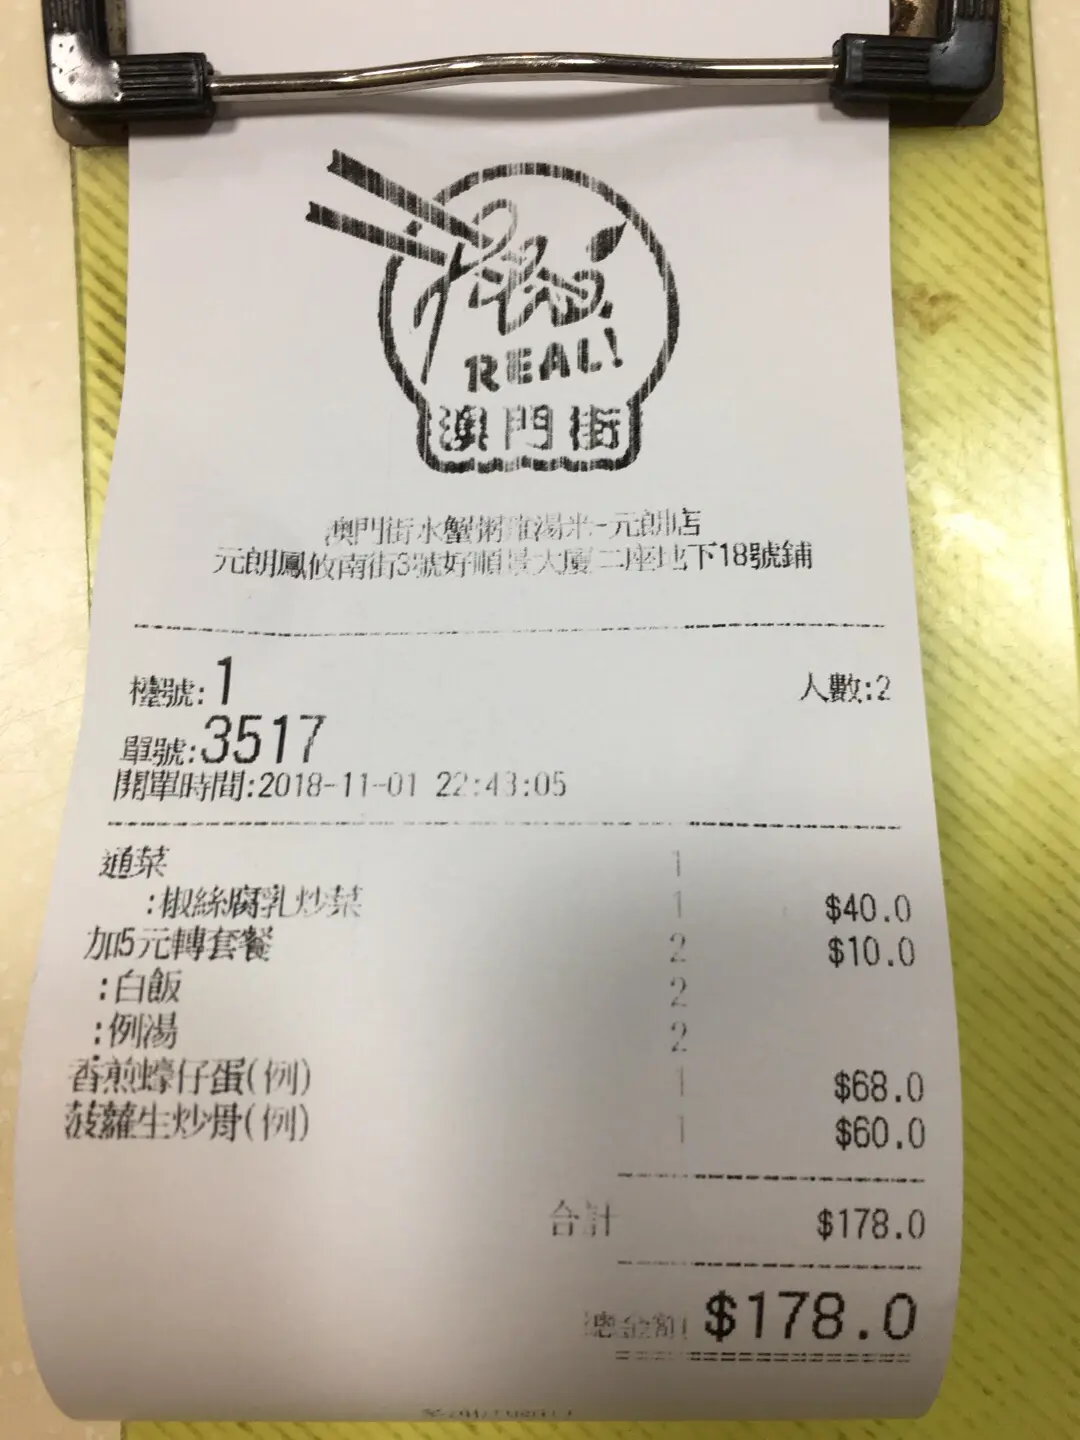 REAL!
澳門街
澳門街水蟹粥雞湯米-元朗店
元朗鳳攸南街3號好順景大廈二座地下18號鋪
檯號:1 人數:2
單號:3517
開單時間:2018-11-01 22:43:05
通菜 1
:椒絲腐乳炒菜 1 $40.0
加5元轉套餐 2 $10.0
:白飯 2
:例湯 2
香煎蠔仔蛋(例) 1 $68.0
菠蘿生炒骨(例) 1 $60.0
合計 $178.0
總金額 $178.0